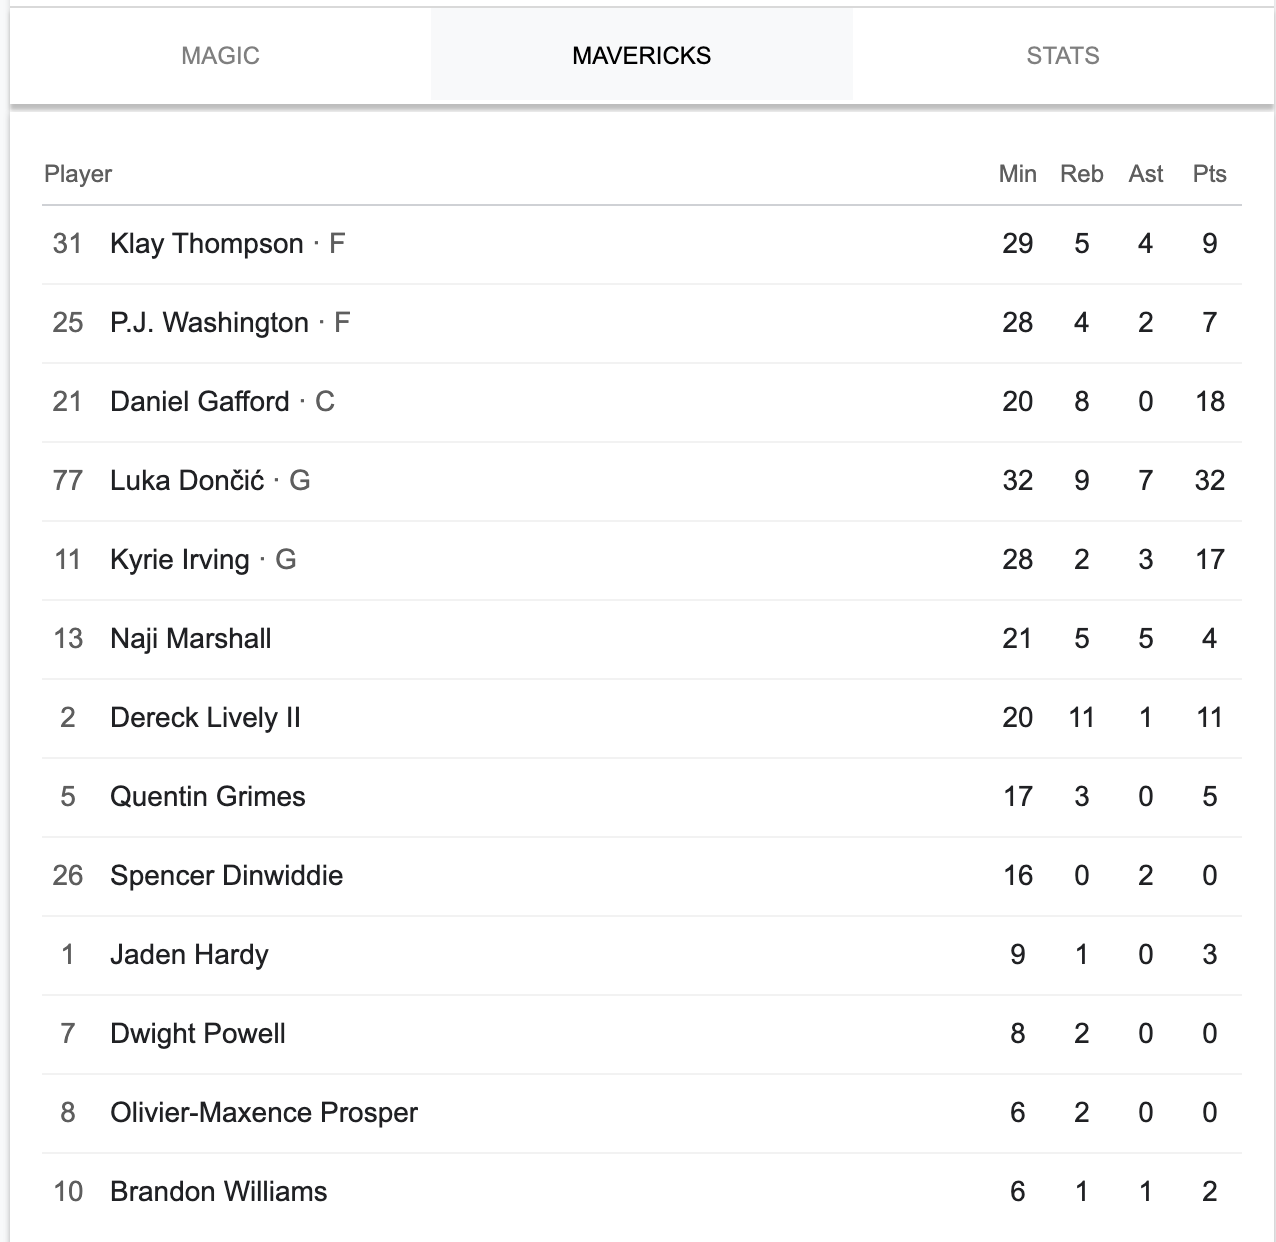 MAGIC MAVERICKS STATS
Player Min Reb Ast Pts
31 Klay Thompson · F 29 5 4 9
25 P.J. Washington · F 28 4 2 7
21 Daniel Gafford · C 20 8 0 18
77 Luka Dončić · G 32 9 7 32
11 Kyrie Irving · G 28 2 3 17
13 Naji Marshall 21 5 5 4
2 Dereck Lively II 20 11 1 11
5 Quentin Grimes 17 3 0 5
26 Spencer Dinwiddie 16 0 2 0
1 Jaden Hardy 9 1 0 3
7 Dwight Powell 8 2 0 0
8 Olivier-Maxence Prosper 6 2 0 0
10 Brandon Williams 6 1 1 2